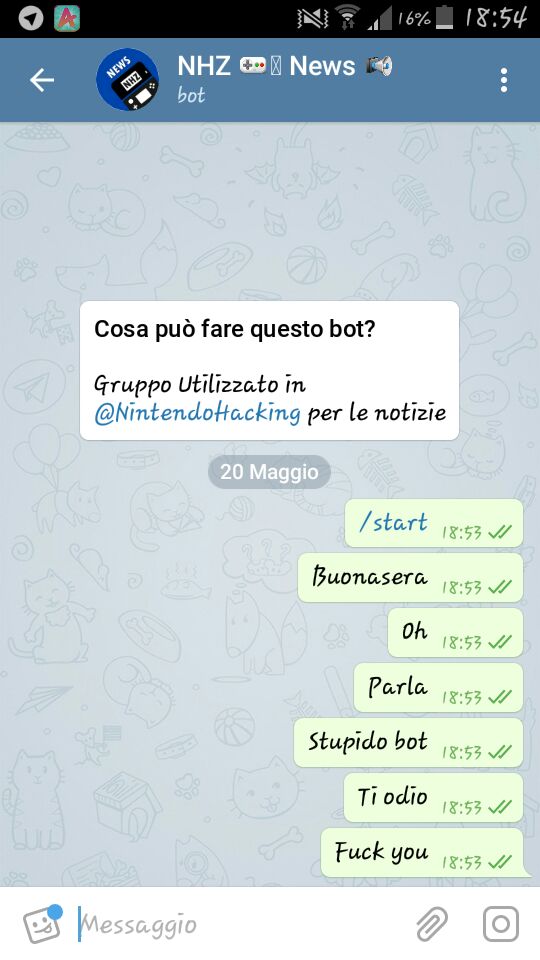 16% 18:54
NEWS
NHZ
NHZ 🎮 News 📢
bot
Cosa può fare questo bot?
Gruppo Utilizzato in
@NintendoHacking per le notizie
20 Maggio
/start 18:53
Buonasera 18:53
Oh 18:53
Parla 18:53
Stupido bot 18:53
Ti odio 18:53
Fuck you 18:53
Messaggio